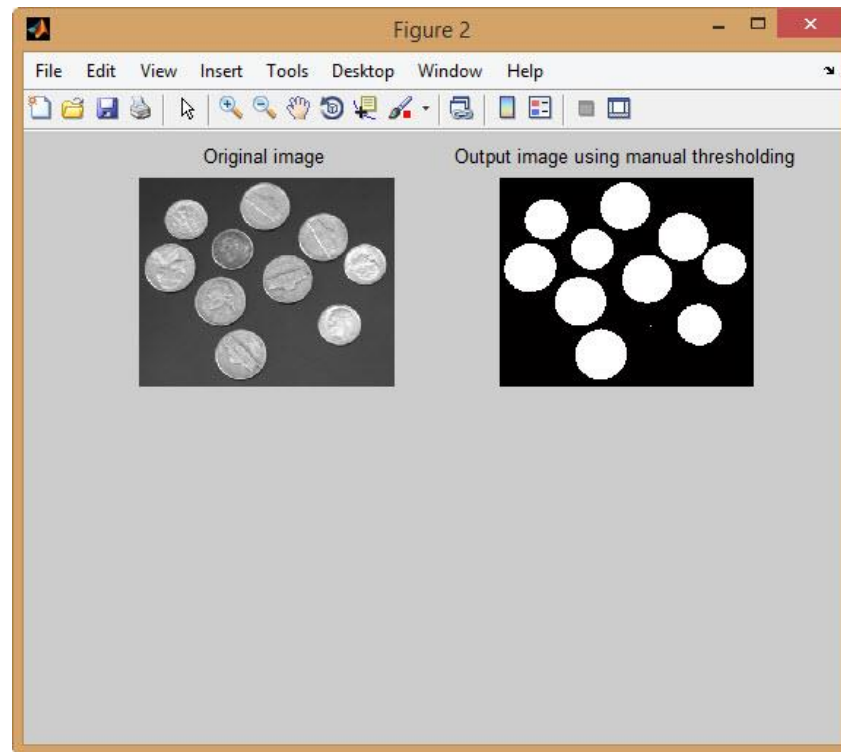 Figure 2
File Edit View Insert Tools Desktop Window Help
Original image
Output image using manual thresholding